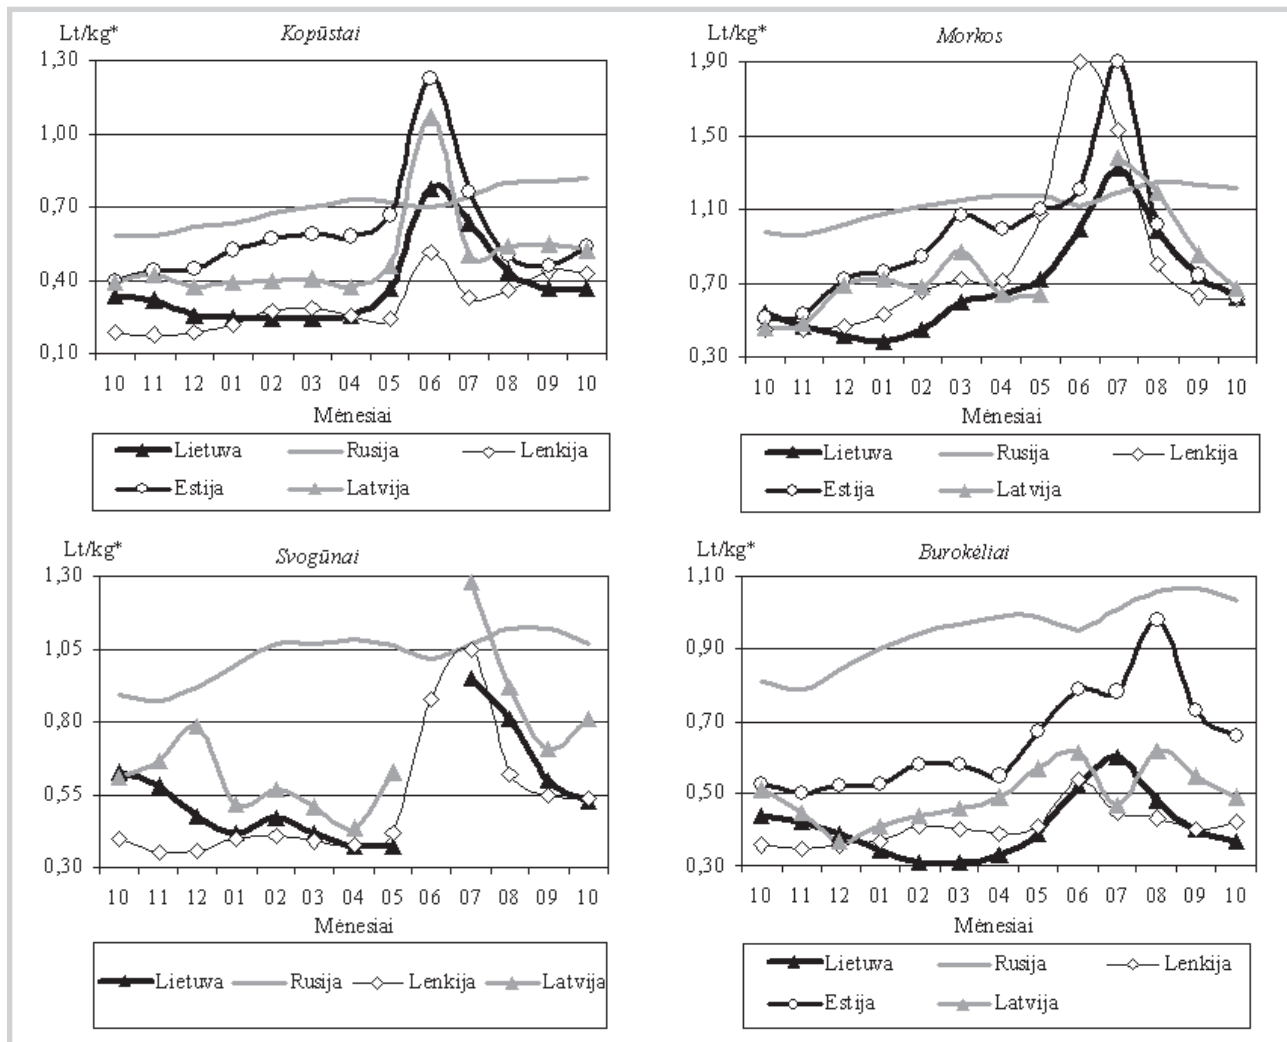 Lt/kg*
Kopūstai
1,30
1,00
0,70
0,40
0,10
10 11 12 01 02 03 04 05 06 07 08 09 10
Mėnesiai
Lietuva Rusija Lenkija
Estija Latvija
Lt/kg*
Morkos
1,90
1,50
1,10
0,70
0,30
10 11 12 01 02 03 04 05 06 07 08 09 10
Mėnesiai
Lietuva Rusija Lenkija
Estija Latvija
Lt/kg*
Svogūnai
1,30
1,05
0,80
0,55
0,30
10 11 12 01 02 03 04 05 06 07 08 09 10
Mėnesiai
Lietuva Rusija Lenkija Latvija
Lt/kg*
Burokėliai
1,10
0,90
0,70
0,50
0,30
10 11 12 01 02 03 04 05 06 07 08 09 10
Mėnesiai
Lietuva Rusija Lenkija
Estija Latvija